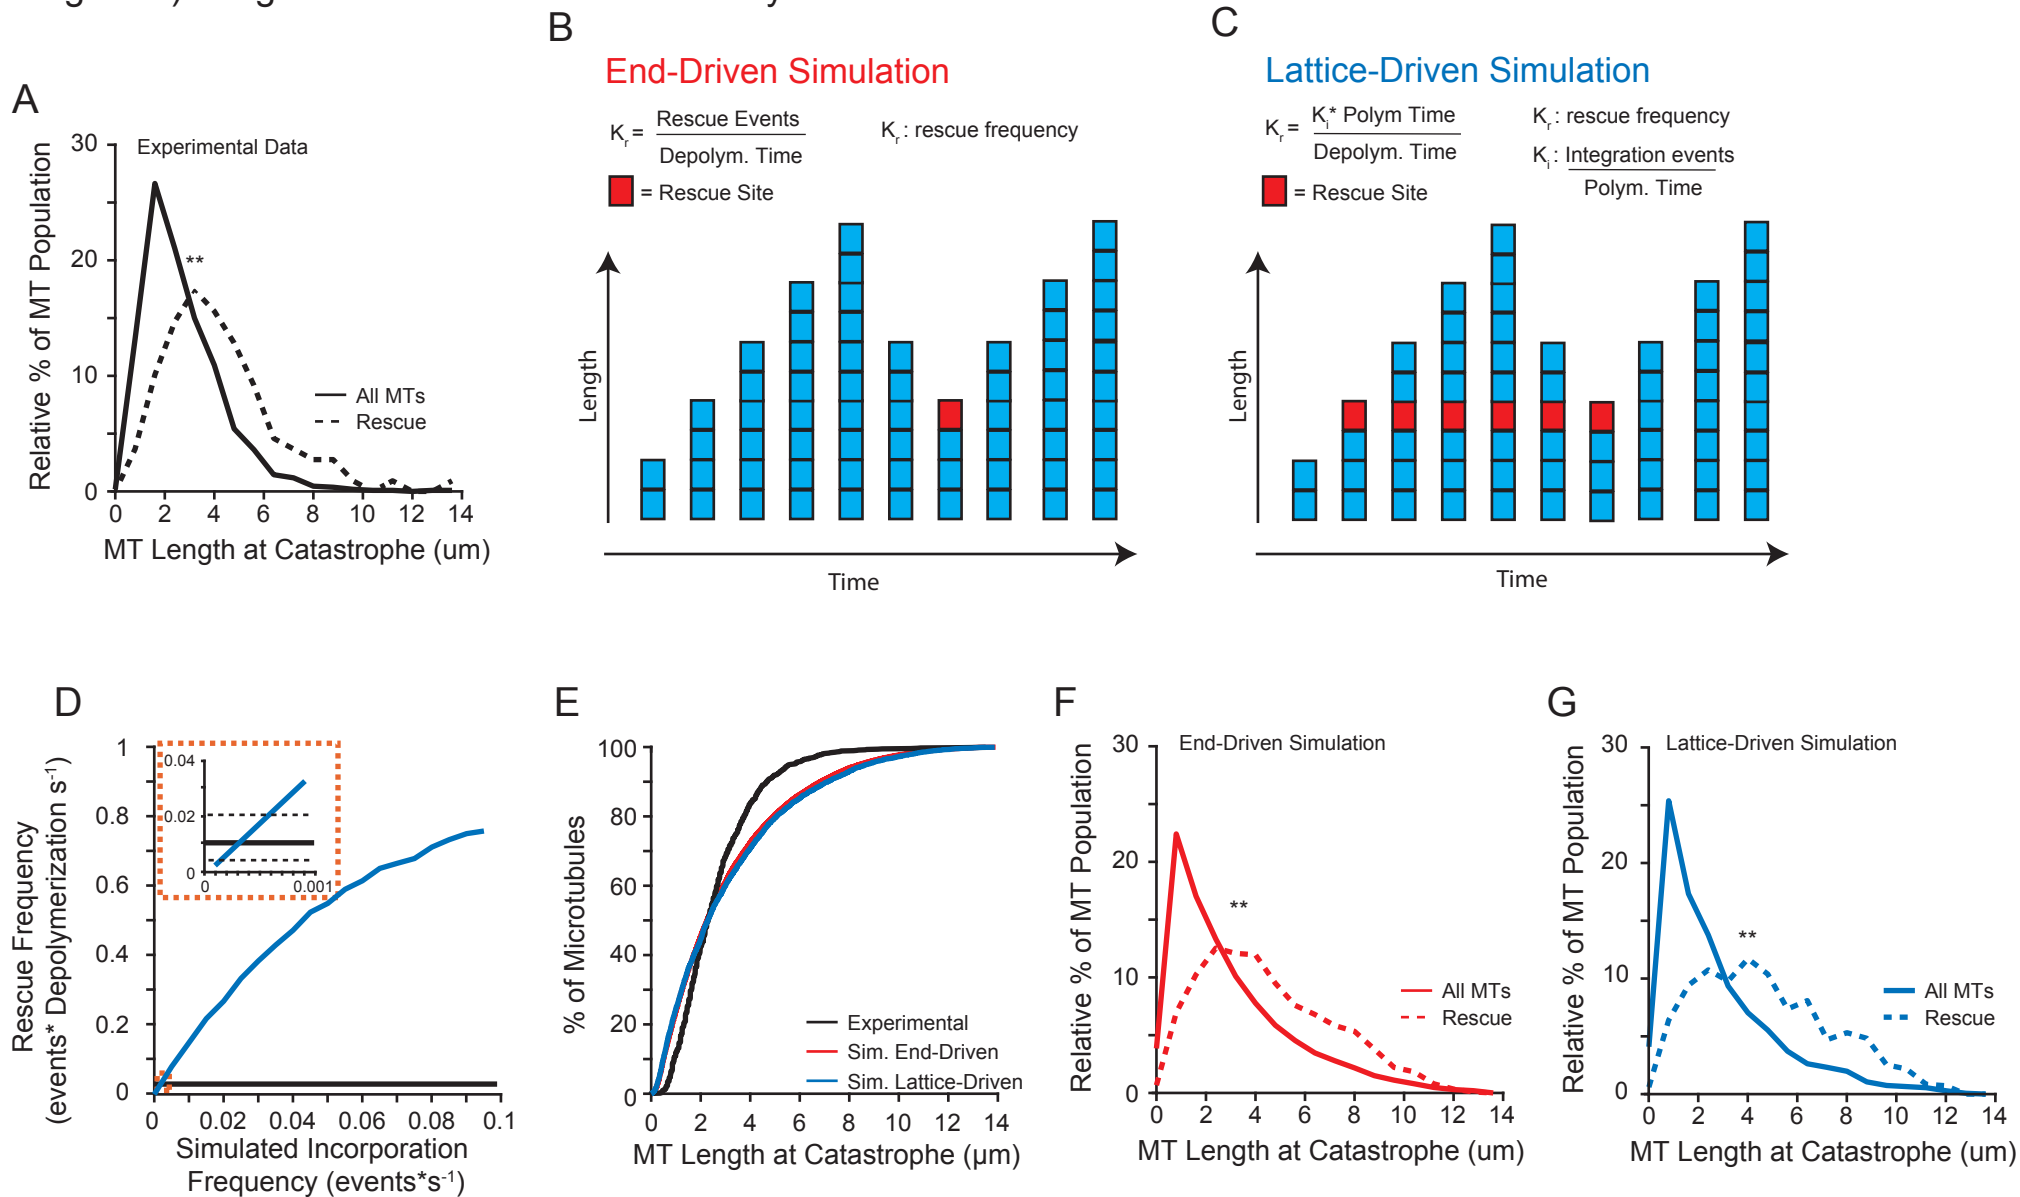 A
Experimental Data
Relative % of MT Population
30
20
10
0
**
All MTs
Rescue
0 2 4 6 8 10 12 14
MT Length at Catastrophe (um)
B
End-Driven Simulation
Kr = Rescue Events
Depolym. Time
Kr : rescue frequency
= Rescue Site
Length
Time
C
Lattice-Driven Simulation
Kr = Ki* Polym Time
Depolym. Time
Kr : rescue frequency
Ki : Integration events
Polym. Time
= Rescue Site
Length
Time
D
Rescue Frequency
(events* Depolymerization s-1)
1
0.8
0.6
0.4
0.2
0
0.04
0.02
0
0 0.001
0 0.02 0.04 0.06 0.08 0.1
Simulated Incorporation
Frequency (events*s-1)
E
% of Microtubules
100
80
60
40
20
0
Experimental
Sim. End-Driven
Sim. Lattice-Driven
0 2 4 6 8 10 12 14
MT Length at Catastrophe (µm)
F
End-Driven Simulation
Relative % of MT Population
30
20
10
0
**
All MTs
Rescue
0 2 4 6 8 10 12 14
MT Length at Catastrophe (um)
G
Lattice-Driven Simulation
Relative % of MT Population
30
20
10
0
**
All MTs
Rescue
0 2 4 6 8 10 12 14
MT Length at Catastrophe (um)